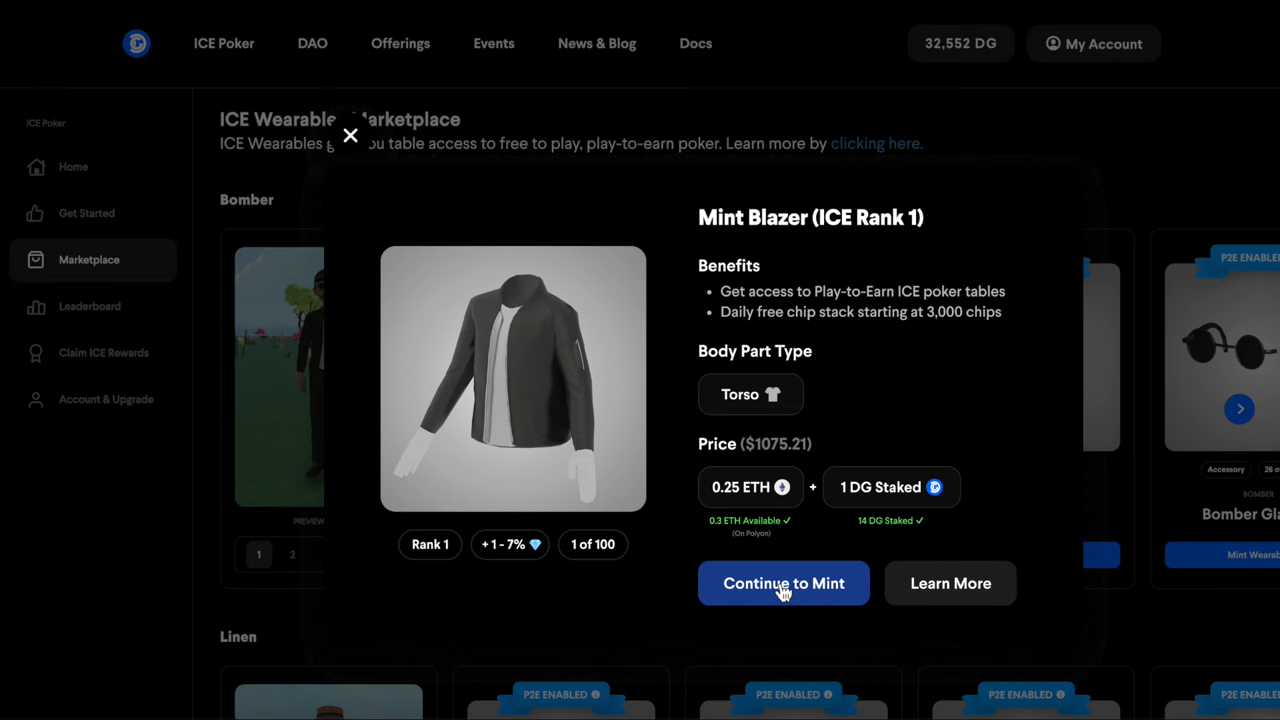 ICE Poker
DAO
Offerings
Events
News & Blog
Docs
32,552 DG
My Account
ICE Poker
Home
Get Started
Marketplace
Leaderboard
Claim ICE Rewards
Account & Upgrade
ICE Wearable Marketplace
ICE Wearables g ou table access to free to play, play-to-earn poker. Learn more by clicking here.
Bomber
PREVIEW
1
2
Mint Blazer (ICE Rank 1)
Benefits
• Get access to Play-to-Earn ICE poker tables
• Daily free chip stack starting at 3,000 chips
Body Part Type
Torso
Price ($1075.21)
0.25 ETH + 1 DG Staked
0.3 ETH Available ✓
(On Polyon)
14 DG Staked ✓
Rank 1
+ 1 - 7%
1 of 100
Continue to Mint
Learn More
P2E ENABLED
Accessory
26 o
BOMBER
Bomber Gla
Mint Wearab
Linen
P2E ENABLED
P2E ENABLED
P2E ENABLED
P2E ENABLED